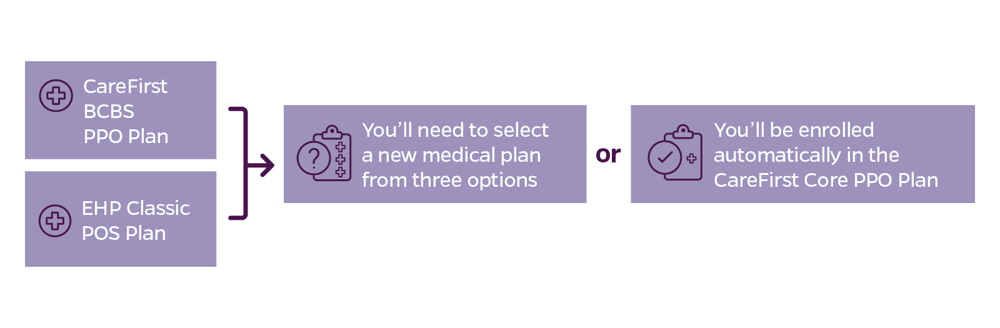 CareFirst
BCBS
PPO Plan
EHP Classic
POS Plan
You’ll need to select
a new medical plan
from three options
or
You’ll be enrolled
automatically in the
CareFirst Core PPO Plan